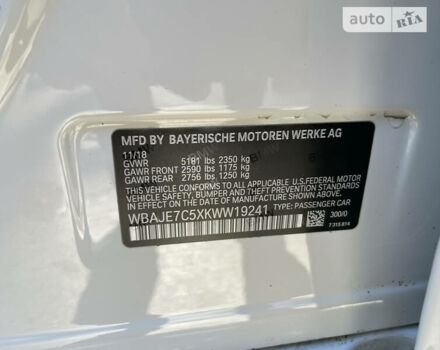 auto RIA
MFD BY BAYERISCHE MOTOREN WERKE AG
11/18
GVWR 5181 lbs 2350 kg
GAWR FRONT 2590 lbs 1175 kg
GAWR REAR 2756 lbs 1250 kg
THIS VEHICLE CONFORMS TO ALL APPLICABLE FEDERAL MOTOR
VEHICLE SAFETY, BUMPER AND THEFT PREVENTION STANDARDS
IN EFFECT ON THE DATE OF MANUFACTURE SHOWN ABOVE.
WBAJE7C5XKWW19241 TYPE: PASSENGER CAR
300/0
7 315 814